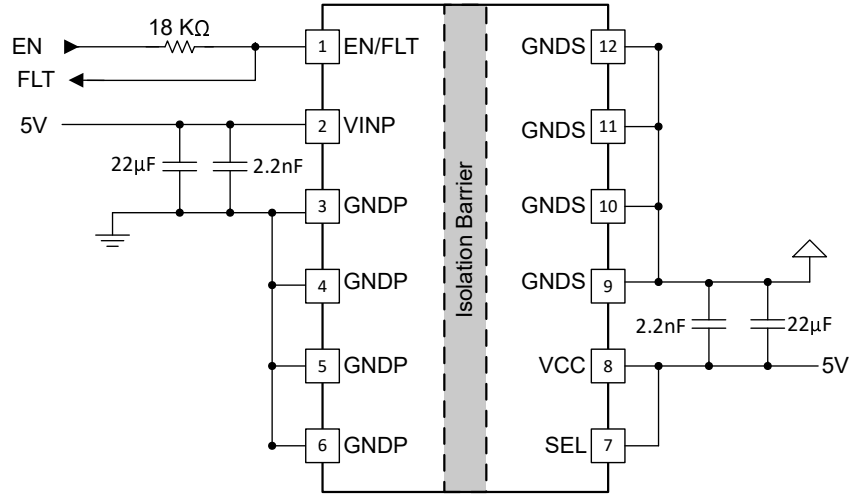 18 KΩ
EN
1
EN/FLT
GNDS
12
FLT
5V
2
VINP
GNDS
11
22µF
2.2nF
Isolation Barrier
3
GNDP
GNDS
10
4
GNDP
GNDS
9
2.2nF
22µF
5
GNDP
VCC
8
5V
6
GNDP
SEL
7